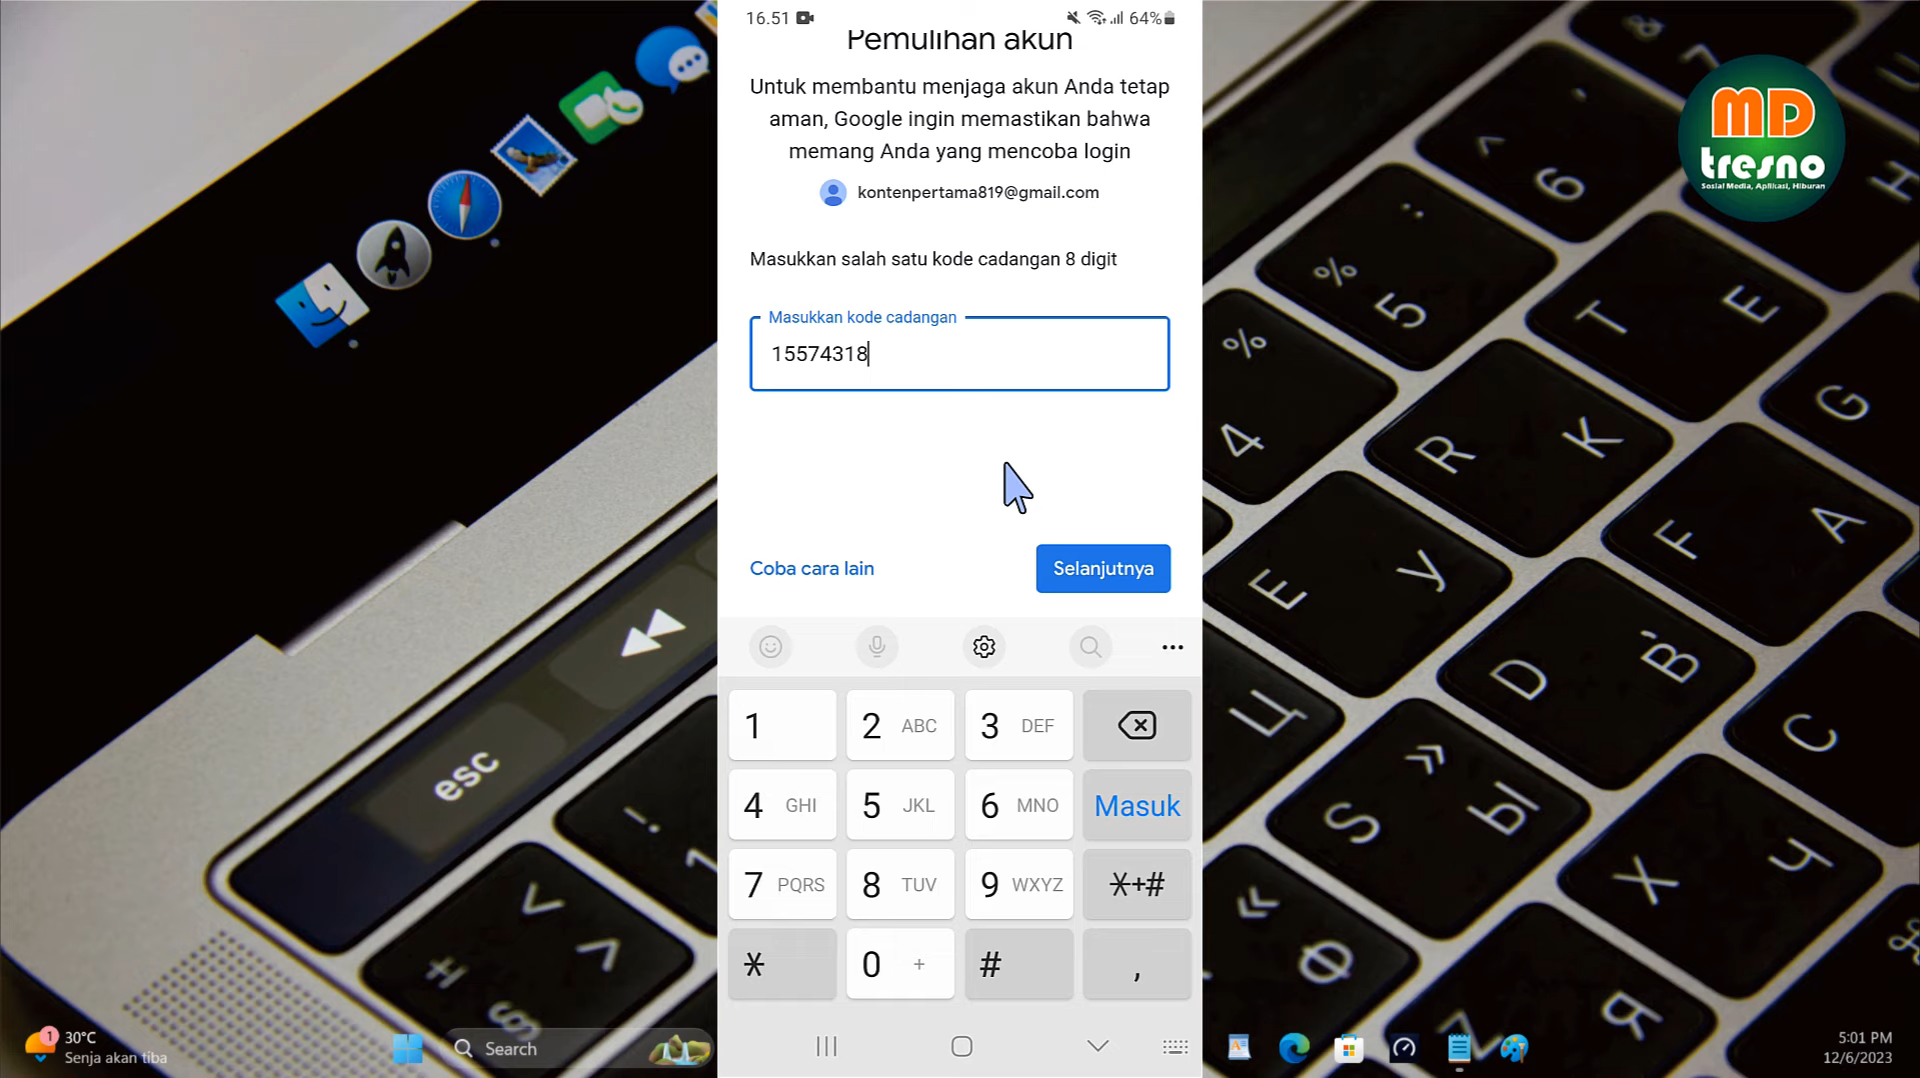 16.51
64%
Pemulihan akun
Untuk membantu menjaga akun Anda tetap
aman, Google ingin memastikan bahwa
memang Anda yang mencoba login
kontenpertama819@gmail.com
Masukkan salah satu kode cadangan 8 digit
Masukkan kode cadangan
15574318
Coba cara lain
Selanjutnya
1
2 ABC
3 DEF
4 GHI
5 JKL
6 MNO
Masuk
7 PQRS
8 TUV
9 WXYZ
*+#
*
0 +
#
,
MD
tresno
Sosial Media, Aplikasi, Hiburan
esc
1
30°C
Senja akan tiba
Search
5:01 PM
12/6/2023
^
6
%
5
Т
Е
Н
%
4
R
К
G
Е
У
F
А
Ц
D
В
С
S
Ы
X
Ч
Ф
Z
Я